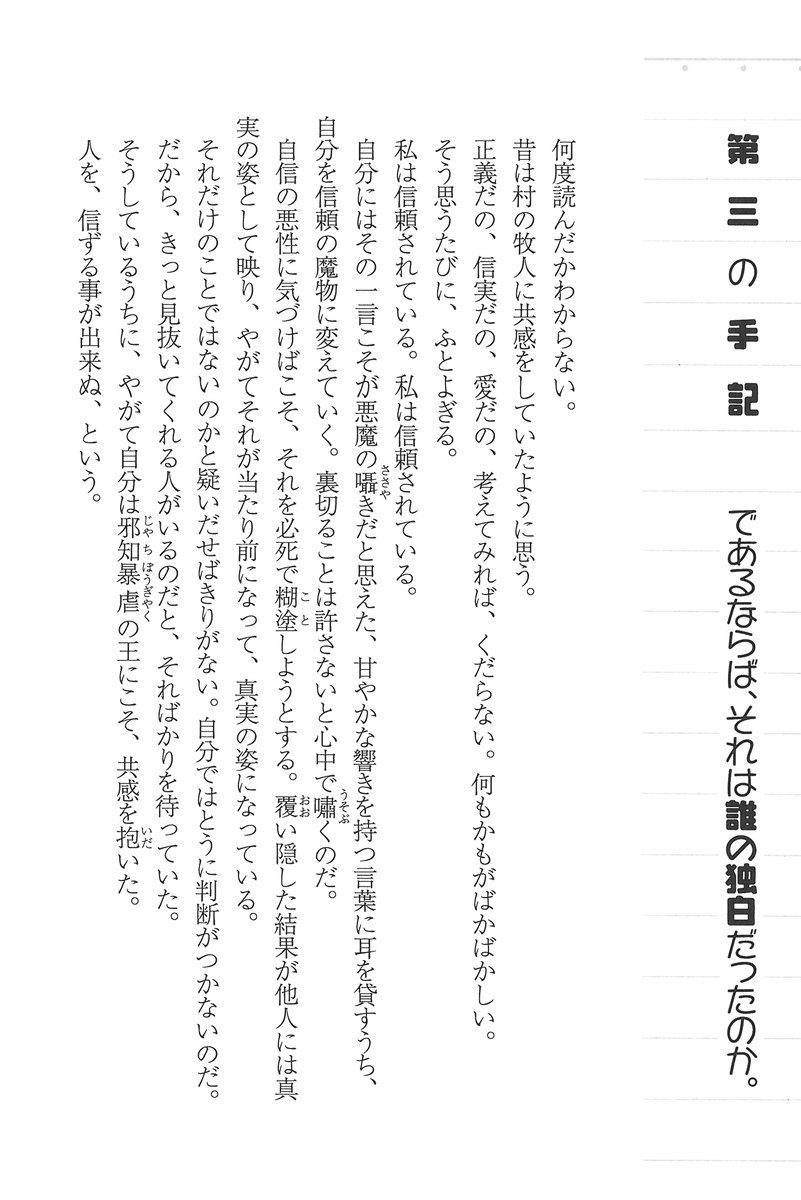 第三の手記　であるならば、それは誰の独白だったのか。
何度読んだかわからない。
昔は村の牧人に共感をしていたように思う。
正義だの、信実だの、愛だの、考えてみれば、くだらない。何もかもがばかばかしい。
そう思うたびに、ふとよぎる。
私は信頼されている。私は信頼されている。
自分にはその一言こそが悪魔の囁きだと思えた、甘やかな響きを持つ言葉に耳を貸すうち、
自分を信頼の魔物に変えていく。裏切ることは許さないと心中で嘯くのだ。
自信の悪性に気づけばこそ、それを必死で糊塗しようとする。覆い隠した結果が他人には真
実の姿として映り、やがてそれが当たり前になって、真実の姿になっている。
それだけのことではないのかと疑いだせばきりがない。自分ではとうに判断がつかないのだ。
だから、きっと見抜いてくれる人がいるのだと、そればかりを待っていた。
そうしているうちに、やがて自分は邪知暴虐の王にこそ、共感を抱いた。
人を、信ずる事が出来ぬ、という。